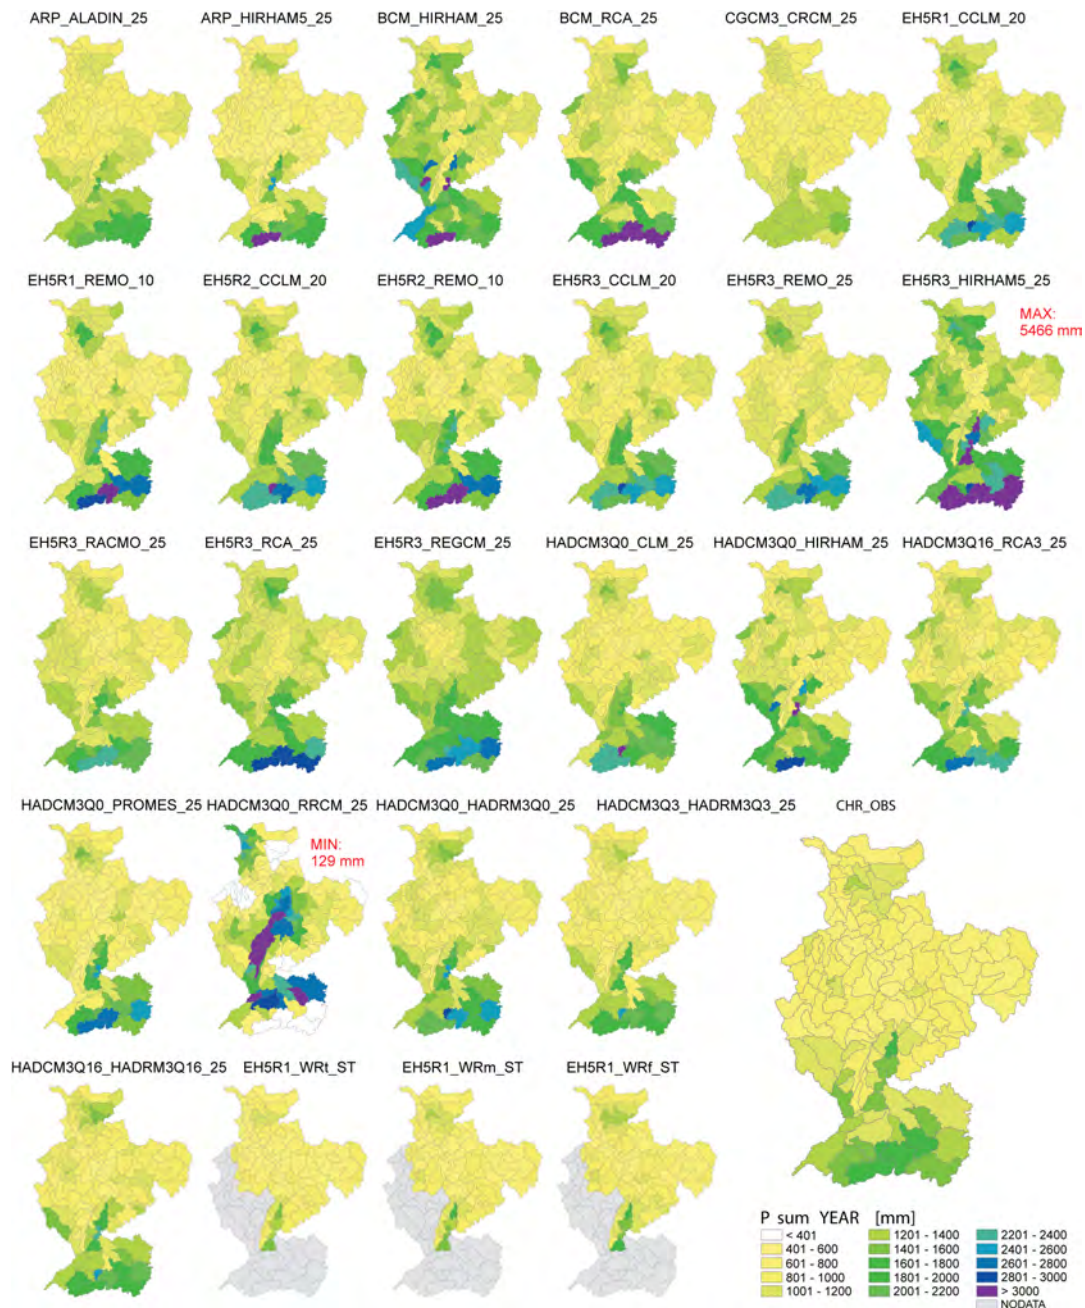 ARP_ALADIN_25 ARP_HIRHAM5_25 BCM_HIRHAM_25 BCM_RCA_25 CGCM3_CRCM_25 EH5R1_CCLM_20
EH5R1_REMO_10 EH5R2_CCLM_20 EH5R2_REMO_10 EH5R3_CCLM_20 EH5R3_REMO_25 EH5R3_HIRHAM5_25
MAX:
5466 mm
EH5R3_RACMO_25 EH5R3_RCA_25 EH5R3_REGCM_25 HADCM3Q0_CLM_25 HADCM3Q0_HIRHAM_25 HADCM3Q16_RCA3_25
HADCM3Q0_PROMES_25 HADCM3Q0_RRCM_25 HADCM3Q0_HADRM3Q0_25 HADCM3Q3_HADRM3Q3_25 CHR_OBS
MIN:
129 mm
HADCM3Q16_HADRM3Q16_25 EH5R1_WRt_ST EH5R1_WRm_ST EH5R1_WRf_ST
P sum YEAR [mm]
< 401 1201 - 1400 2201 - 2400
401 - 600 1401 - 1600 2401 - 2600
601 - 800 1601 - 1800 2601 - 2800
801 - 1000 1801 - 2000 2801 - 3000
1001 - 1200 2001 - 2200 > 3000
NODATA